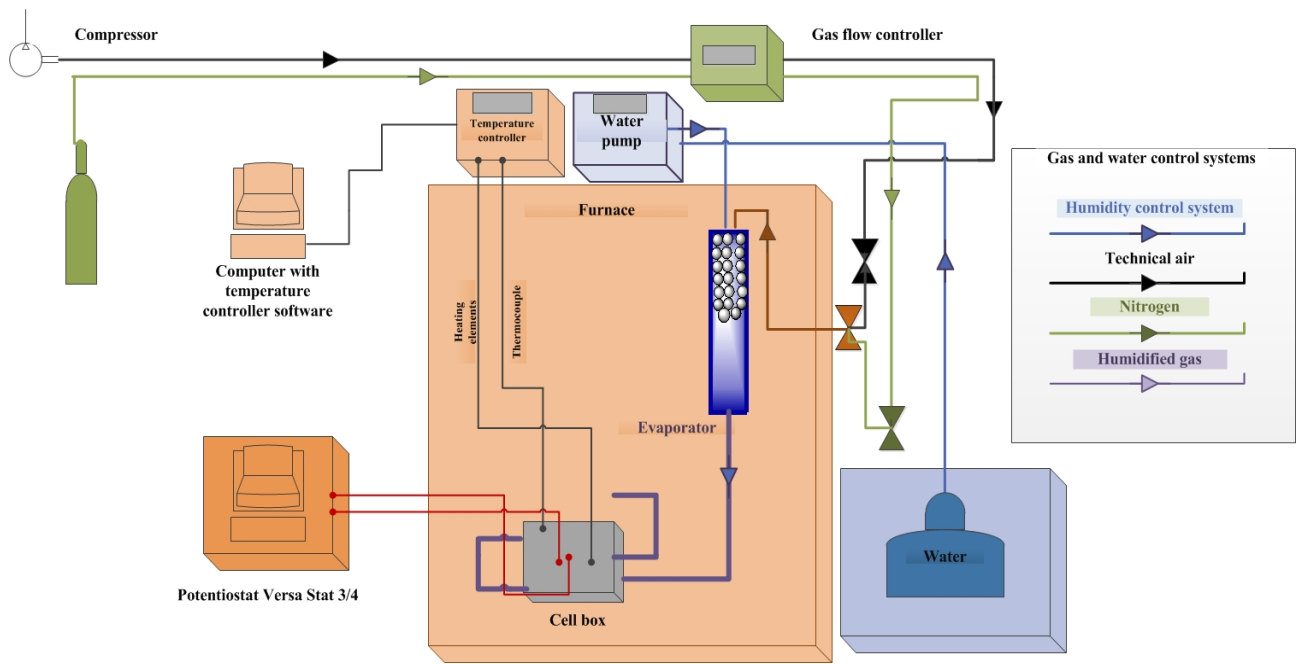 Compressor
Gas flow controller
Temperature
controller
Water
pump
Gas and water control systems
Humidity control system
Technical air
Nitrogen
Humidified gas
Furnace
Computer with
temperature
controller software
Heating
elements
Thermocouple
Evaporator
Water
Potentiostat Versa Stat 3/4
Cell box